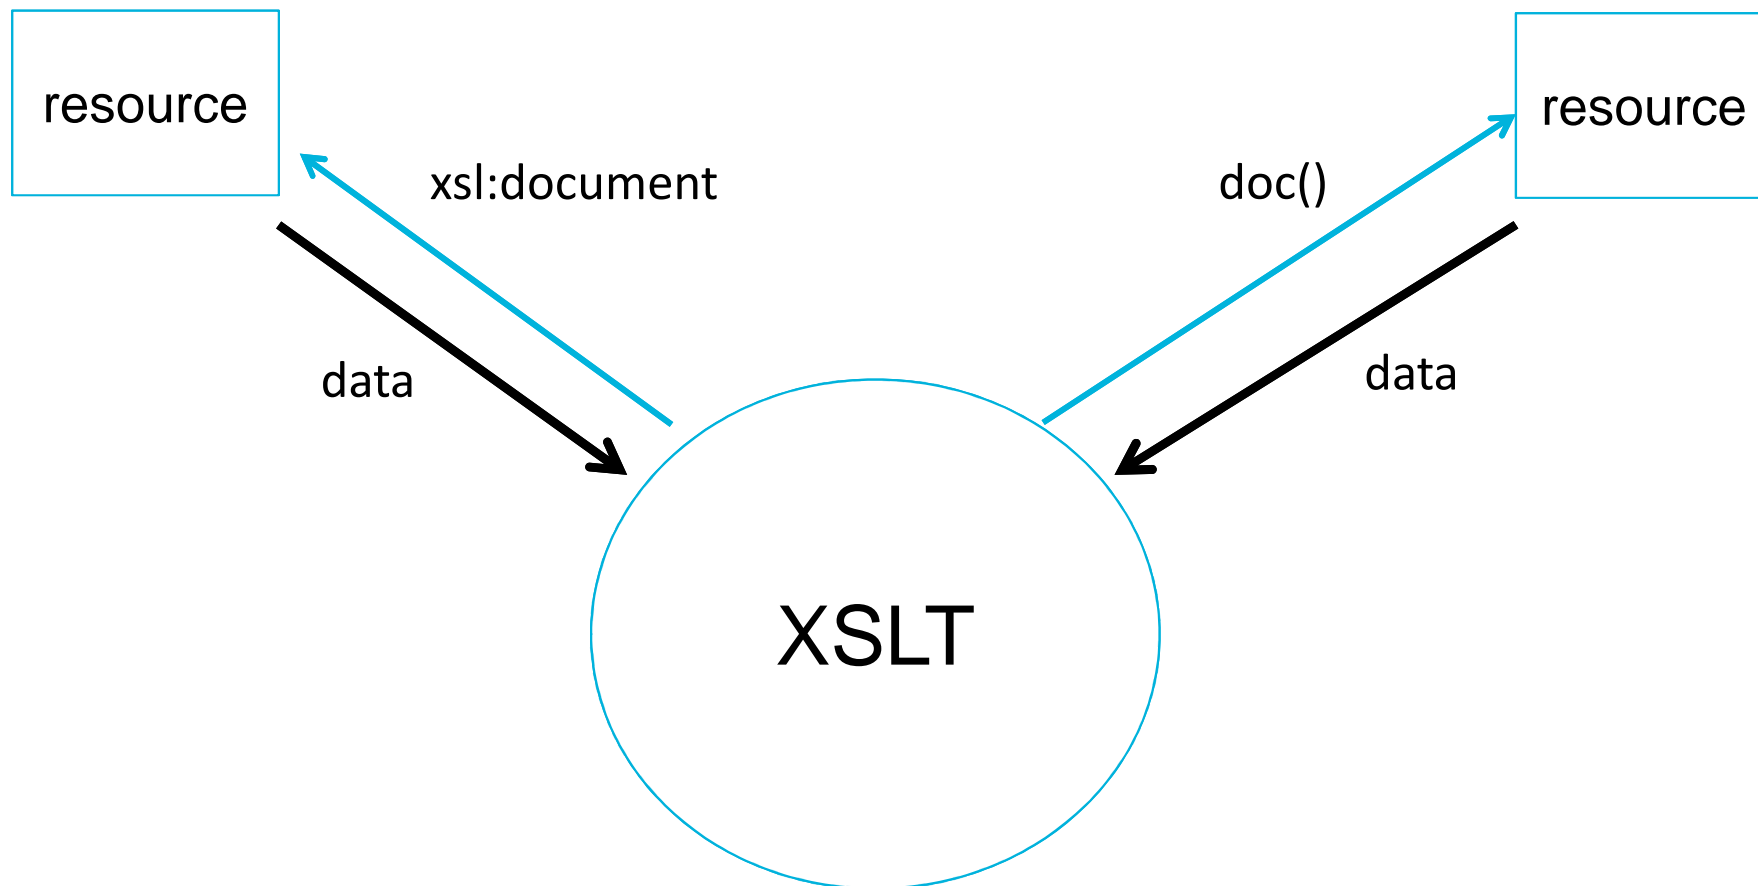 resource
resource
xsl:document
doc()
data
data
XSLT